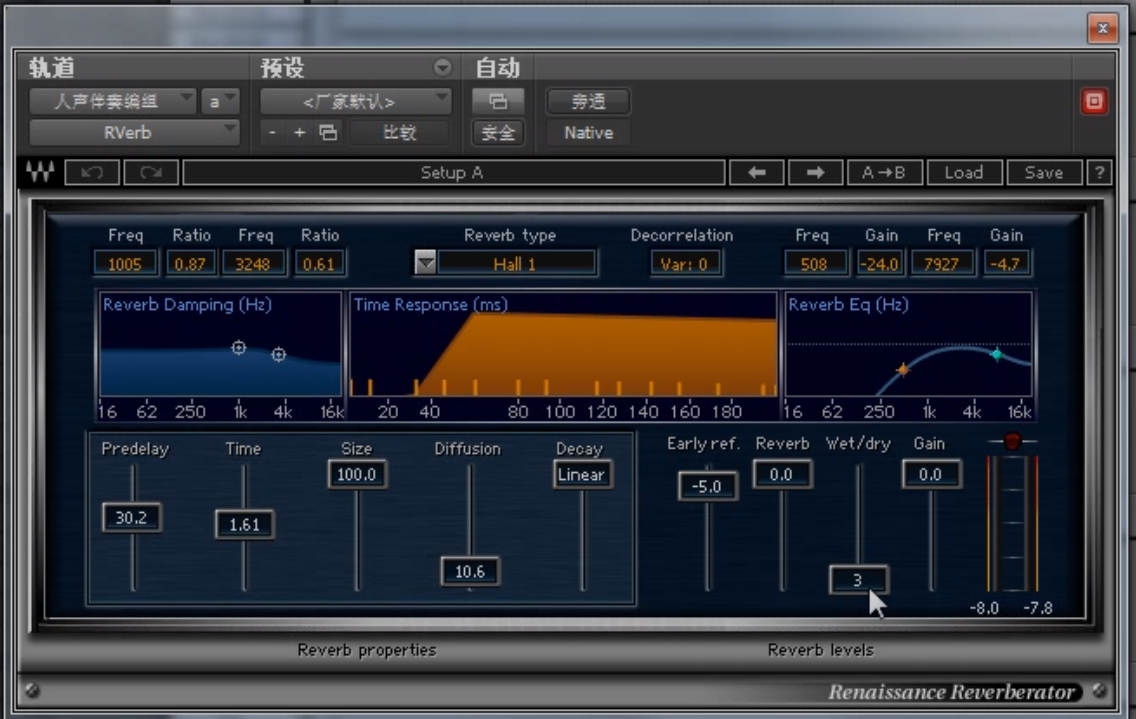 轨道 预设 自动
人声伴奏编组 a <厂家默认> 旁通
RVerb - + 比较 安全 Native
Setup A A→B Load Save ?
Freq Ratio Freq Ratio Reverb type Decorrelation Freq Gain Freq Gain
1005 0.87 3248 0.61 Hall 1 Var: 0 508 -24.0 7927 -4.7
Reverb Damping (Hz) Time Response (ms) Reverb Eq (Hz)
16 62 250 1k 4k 16k 20 40 80 100 120 140 160 180 16 62 250 1k 4k 16k
Predelay Time Size Diffusion Decay Early ref. Reverb Wet/dry Gain
100.0 Linear -5.0 0.0 0.0
30.2 1.61
10.6 3
-8.0 -7.8
Reverb properties Reverb levels
Renaissance Reverberator